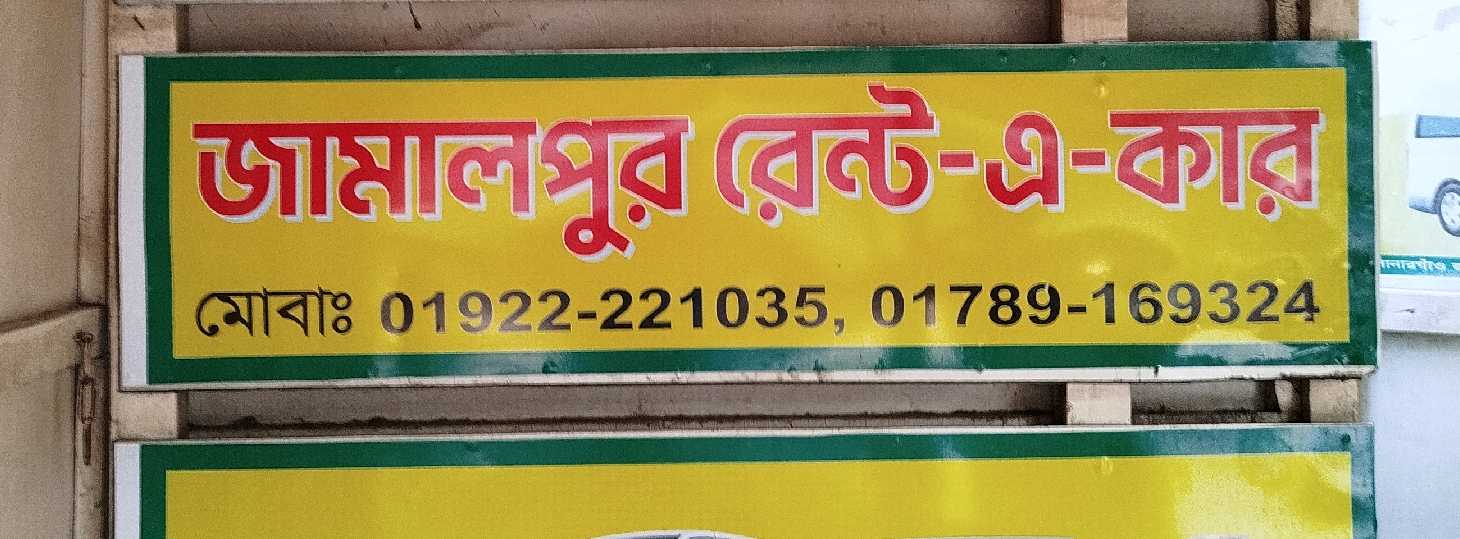 জামালপুর রেন্ট-এ-কার
মোবাঃ 01922-221035, 01789-169324